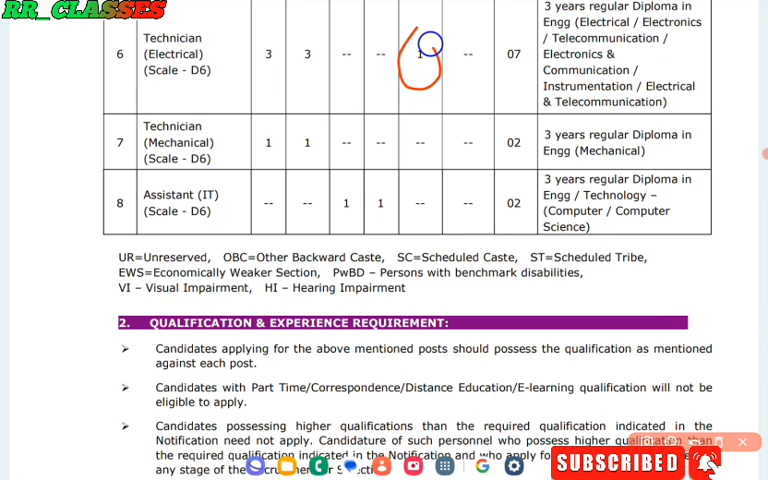 RR_CLASSES
3 years regular Diploma in
Engg (Electrical / Electronics
/ Telecommunication /
Electronics &
Communication /
Instrumentation / Electrical
& Telecommunication)
6 Technician (Electrical) (Scale - D6) 3 3 -- -- 1 -- 07
7 Technician (Mechanical) (Scale - D6) 1 1 -- -- -- -- 02
3 years regular Diploma in
Engg (Mechanical)
8 Assistant (IT) (Scale - D6) -- -- 1 1 -- -- 02
3 years regular Diploma in
Engg / Technology –
(Computer / Computer
Science)
UR=Unreserved, OBC=Other Backward Caste, SC=Scheduled Caste, ST=Scheduled Tribe,
EWS=Economically Weaker Section, PwBD – Persons with benchmark disabilities,
VI – Visual Impairment, HI – Hearing Impairment
2. QUALIFICATION & EXPERIENCE REQUIREMENT:
➢ Candidates applying for the above mentioned posts should possess the qualification as mentioned
against each post.
➢ Candidates with Part Time/Correspondence/Distance Education/E-learning qualification will not be
eligible to apply.
➢ Candidates possessing higher qualifications than the required qualification indicated in the
Notification need not apply. Candidature of such personnel who possess higher qualification than
the required qualification indicated in the Notification and who apply fo
any stage of the
SUBSCRIBED